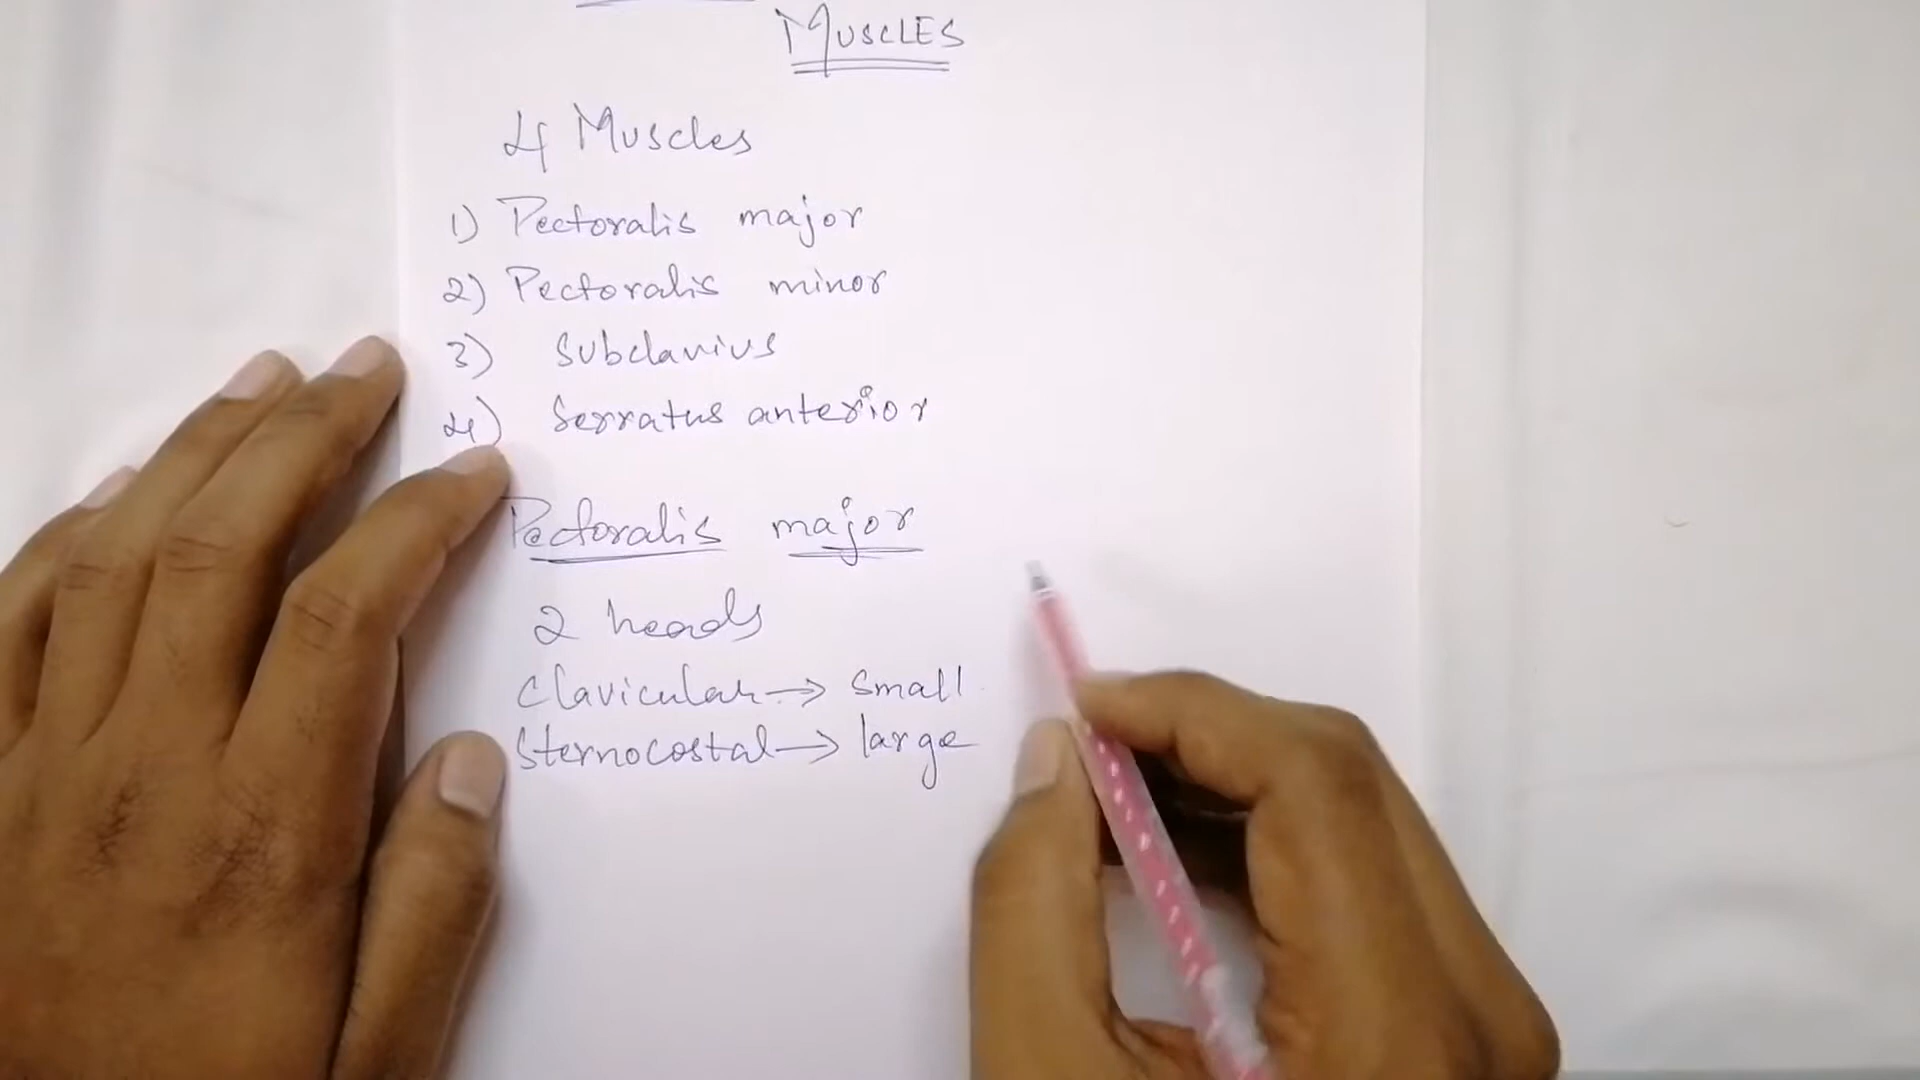 MUSCLES
4 Muscles
1) Pectoralis major
2) Pectoralis minor
3) Subclavius
4) Serratus anterior
Pectoralis major
2 heads
Clavicular → small
Sternocostal → large